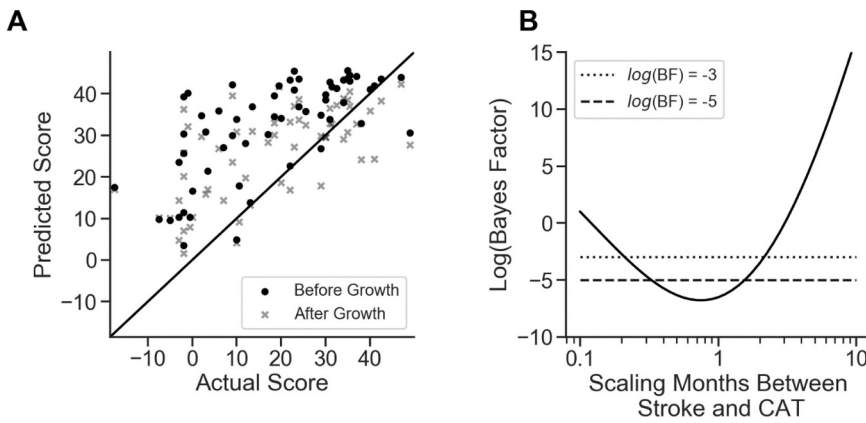 A
Predicted Score
40
30
20
10
0
−10
−10 0 10 20 30 40
Actual Score
Before Growth
After Growth
B
Log(Bayes Factor)
15
10
5
0
−5
−10
0.1 1 10
Scaling Months Between
Stroke and CAT
log(BF) = -3
log(BF) = -5